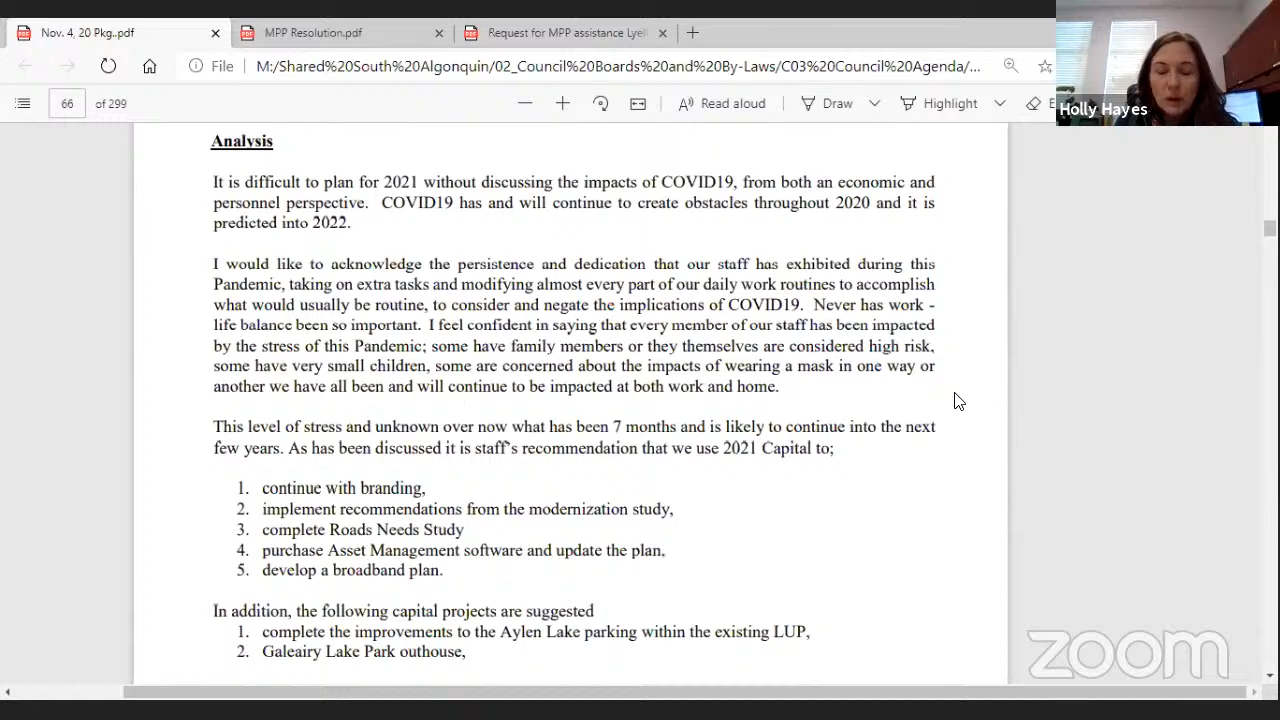 Nov. 4, 20 Pkg..pdf
MPP Resolution.pdf
Request for MPP assistance Lyell
File
M:/Shared%20South%20Algonquin/02_Council%20Boards%20and%20By-Laws/C03%20Council%20Agenda/...
66 of 299
Read aloud
Draw
Highlight
Holly Hayes
Analysis
It is difficult to plan for 2021 without discussing the impacts of COVID19, from both an economic and
personnel perspective. COVID19 has and will continue to create obstacles throughout 2020 and it is
predicted into 2022.
I would like to acknowledge the persistence and dedication that our staff has exhibited during this
Pandemic, taking on extra tasks and modifying almost every part of our daily work routines to accomplish
what would usually be routine, to consider and negate the implications of COVID19. Never has work -
life balance been so important. I feel confident in saying that every member of our staff has been impacted
by the stress of this Pandemic; some have family members or they themselves are considered high risk,
some have very small children, some are concerned about the impacts of wearing a mask in one way or
another we have all been and will continue to be impacted at both work and home.
This level of stress and unknown over now what has been 7 months and is likely to continue into the next
few years. As has been discussed it is staff's recommendation that we use 2021 Capital to;
1. continue with branding,
2. implement recommendations from the modernization study,
3. complete Roads Needs Study
4. purchase Asset Management software and update the plan,
5. develop a broadband plan.
In addition, the following capital projects are suggested
1. complete the improvements to the Aylen Lake parking within the existing LUP,
2. Galeairy Lake Park outhouse,
zoom